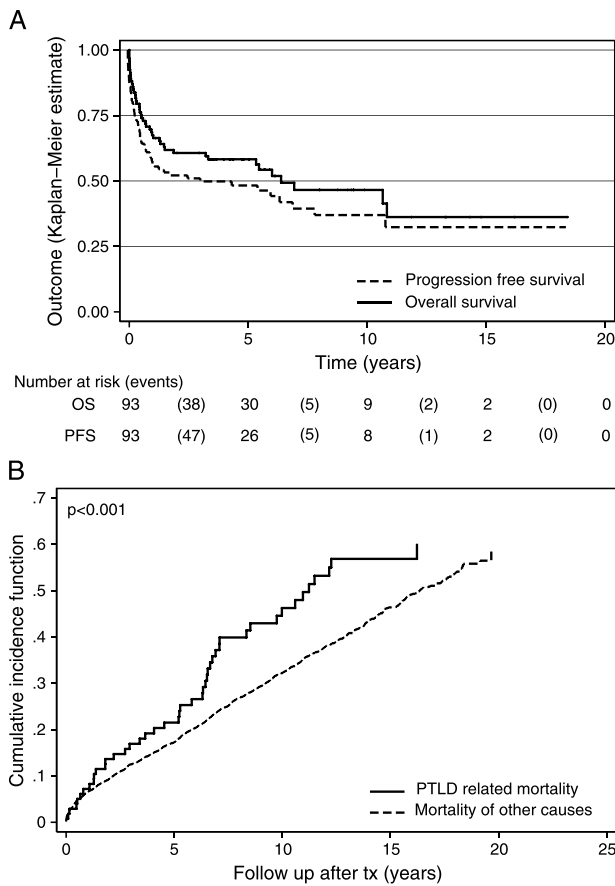 A
Outcome (Kaplan–Meier estimate)
1.00
0.75
0.50
0.25
0.00
Progression free survival
Overall survival
0 5 10 15 20
Time (years)
Number at risk (events)
OS 93 (38) 30 (5) 9 (2) 2 (0) 0
PFS 93 (47) 26 (5) 8 (1) 2 (0) 0
B
Cumulative incidence function
p<0.001
.7
.6
.5
.4
.3
.2
.1
0
PTLD related mortality
Mortality of other causes
0 5 10 15 20 25
Follow up after tx (years)